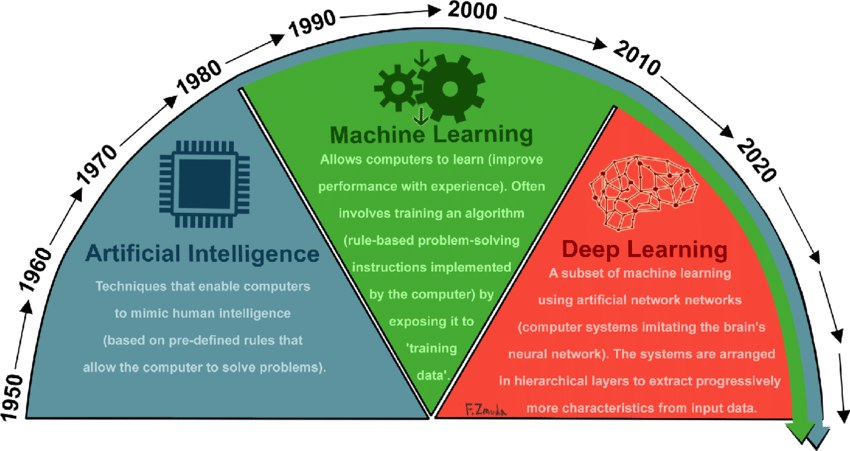 1950
1960
1970
1980
1990
2000
2010
2020
Artificial Intelligence
Techniques that enable computers
to mimic human intelligence
(based on pre-defined rules that
allow the computer to solve problems).
Machine Learning
Allows computers to learn (improve
performance with experience). Often
involves training an algorithm
(rule-based problem-solving
instructions implemented
by the computer) by
exposing it to
'training
data'.
Deep Learning
A subset of machine learning
using artificial network networks
(computer systems imitating the brain's
neural network). The systems are arranged
in hierarchical layers to extract progressively
more characteristics from input data.